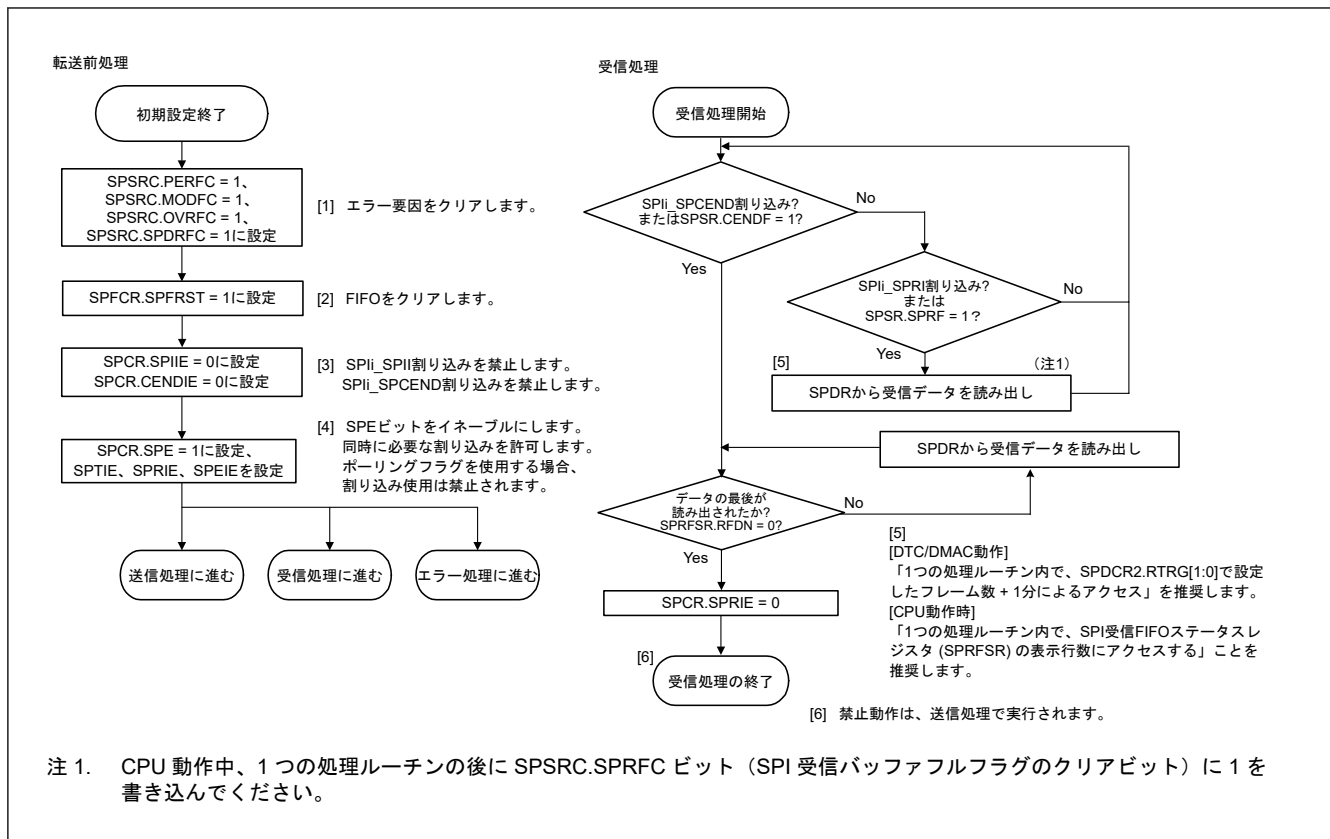 転送前処理
初期設定終了
SPSRC.PERFC = 1、
SPSRC.MODFC = 1、
SPSRC.OVRFC = 1、
SPSRC.SPDRFC = 1に設定
[1] エラー要因をクリアします。
SPFCR.SPFRST = 1に設定
[2] FIFOをクリアします。
SPCR.SPIIE = 0に設定
SPCR.CENDIE = 0に設定
[3] SPIi_SPII割り込みを禁止します。
SPIi_SPCEND割り込みを禁止します。
SPCR.SPE = 1に設定、
SPTIE、SPRIE、SPEIEを設定
[4] SPEビットをイネーブルにします。
同時に必要な割り込みを許可します。
ポーリングフラグを使用する場合、
割り込み使用は禁止されます。
送信処理に進む
受信処理に進む
エラー処理に進む
受信処理
受信処理開始
SPIi_SPCEND割り込み?
またはSPSR.CENDF = 1?
No
Yes
SPIi_SPRI割り込み?
または
SPSR.SPRF = 1？
No
Yes
[5]
（注1）
SPDRから受信データを読み出し
SPDRから受信データを読み出し
データの最後が
読み出されたか?
SPRFSR.RFDN = 0?
No
Yes
SPCR.SPRIE = 0
[6]
受信処理の終了
[5]
[DTC/DMAC動作]
「1つの処理ルーチン内で、SPDCR2.RTRG[1:0]で設定
したフレーム数 + 1分によるアクセス」を推奨します。
[CPU動作時]
「1つの処理ルーチン内で、SPI受信FIFOステータスレ
ジスタ (SPRFSR) の表示行数にアクセスする」ことを
推奨します。
[6] 禁止動作は、送信処理で実行されます。
注 1. CPU 動作中、1 つの処理ルーチンの後に SPSRC.SPRFC ビット（SPI 受信バッファフルフラグのクリアビット）に 1 を
書き込んでください。